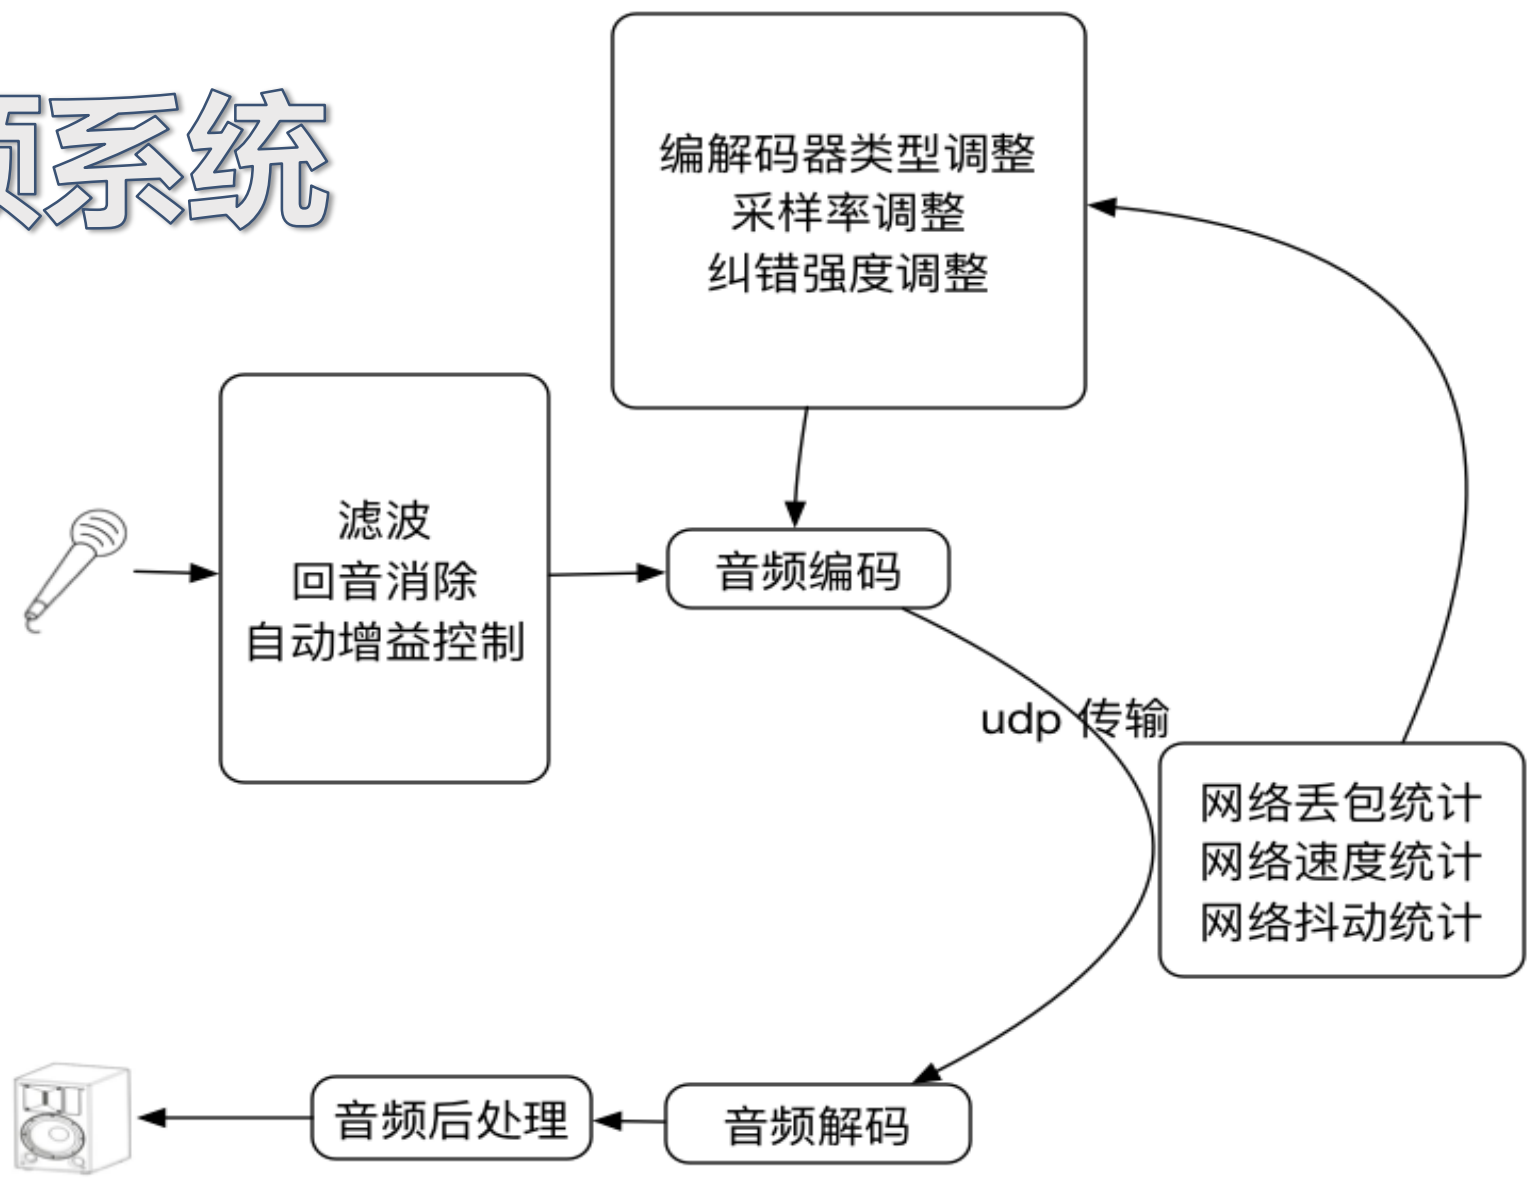 频系统
编解码器类型调整
采样率调整
纠错强度调整
滤波
回音消除
自动增益控制
音频编码
udp 传输
网络丢包统计
网络速度统计
网络抖动统计
音频后处理
音频解码